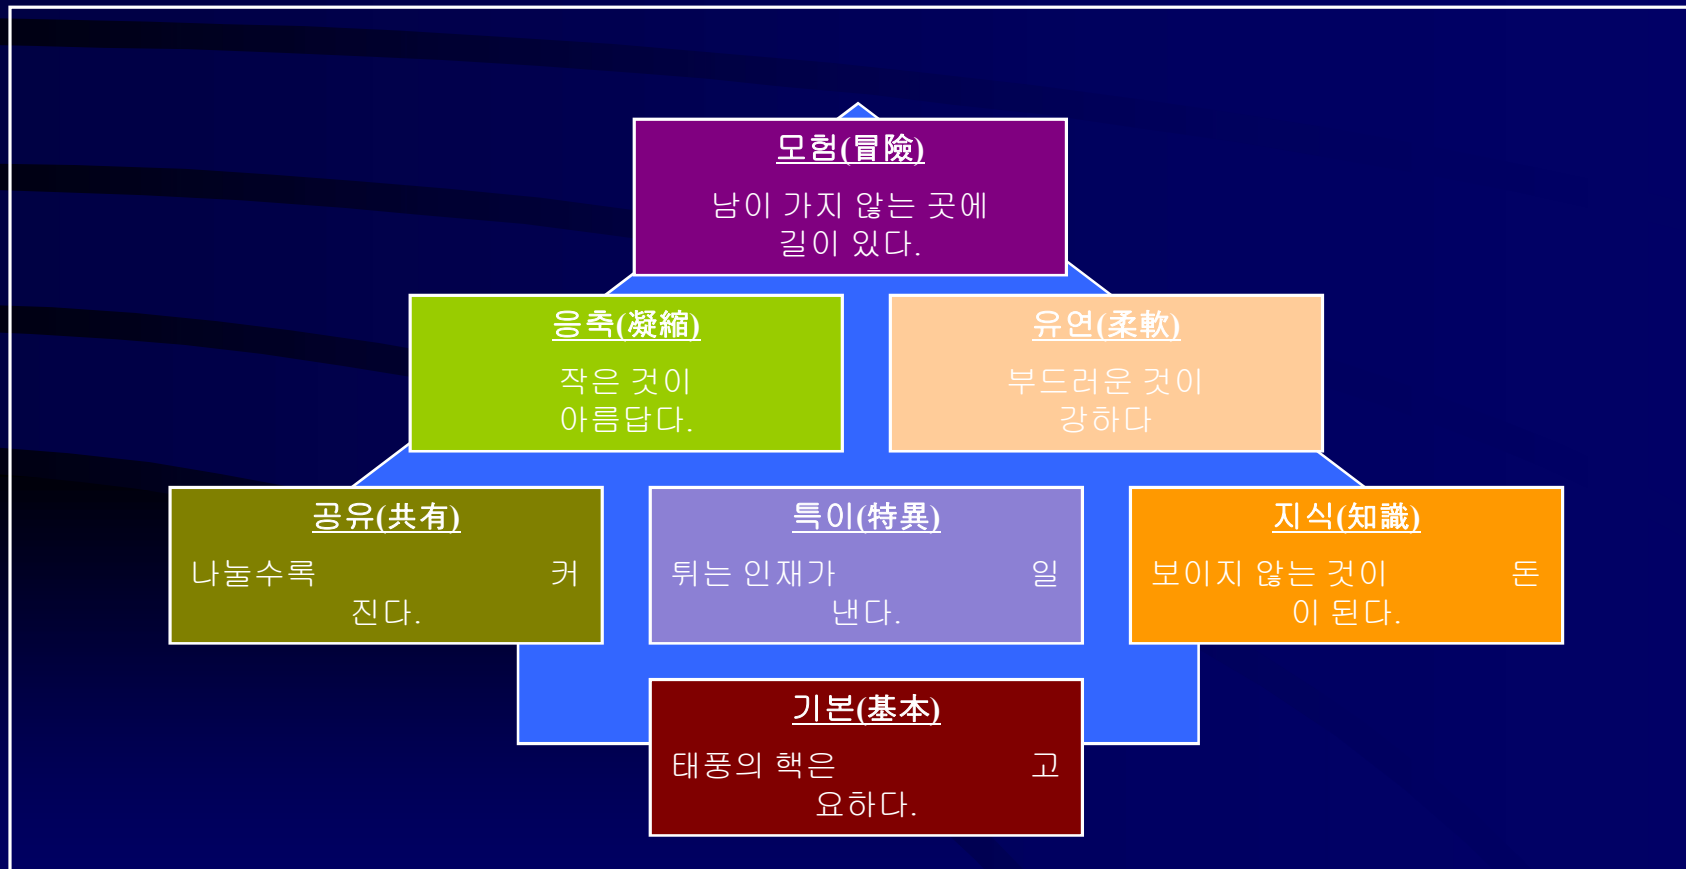 모험(冒險)
남이 가지 않는 곳에
길이 있다.
응축(凝縮)
작은 것이
아름답다.
유연(柔軟)
부드러운 것이
강하다
공유(共有)
나눌수록 커
진다.
특이(特異)
튀는 인재가 일
낸다.
지식(知識)
보이지 않는 것이 돈
이 된다.
기본(基本)
태풍의 핵은 고
요하다.